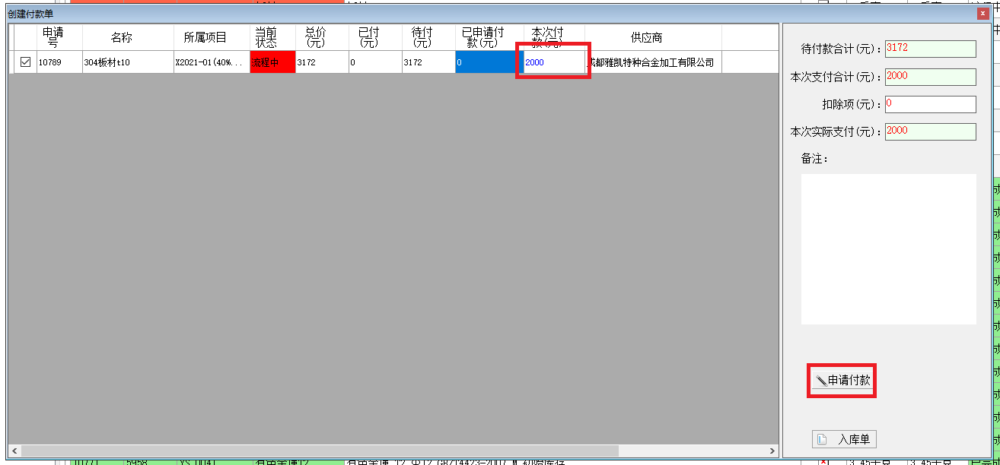 创建付款单
申请号 名称 所属项目 当前状态 总价(元) 已付(元) 待付(元) 已申请付款(元) 本次付款(元) 供应商
10789 304板材t10 X2021-01(40%... 流程中 3172 0 3172 0 2000 成都雅凯特种合金加工有限公司
待付款合计(元)： 3172
本次支付合计(元)： 2000
扣除项(元)： 0
本次实际支付(元)： 2000
备注：
申请付款
入库单